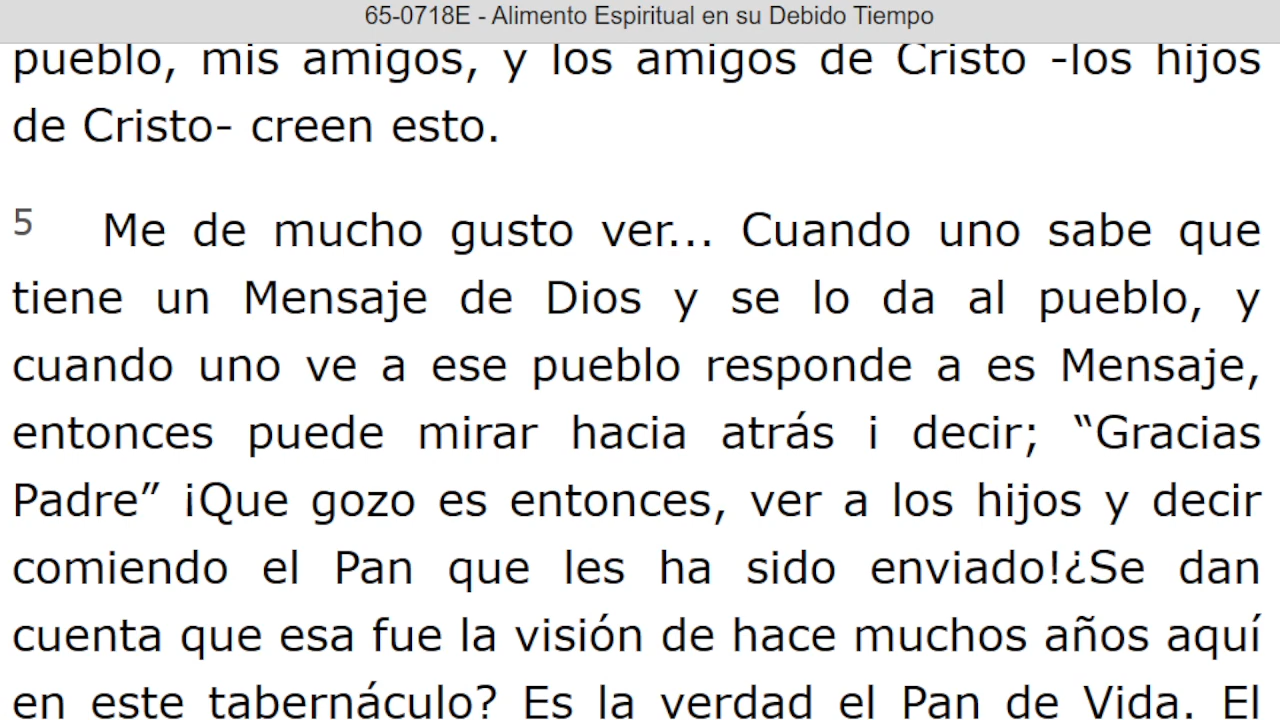 65-0718E - Alimento Espiritual en su Debido Tiempo
pueblo, mis amigos, y los amigos de Cristo -los hijos
de Cristo- creen esto.
5 Me de mucho gusto ver... Cuando uno sabe que
tiene un Mensaje de Dios y se lo da al pueblo, y
cuando uno ve a ese pueblo responde a es Mensaje,
entonces puede mirar hacia atrás i decir; “Gracias
Padre” ¡Que gozo es entonces, ver a los hijos y decir
comiendo el Pan que les ha sido enviado!¿Se dan
cuenta que esa fue la visión de hace muchos años aquí
en este tabernáculo? Es la verdad el Pan de Vida. El